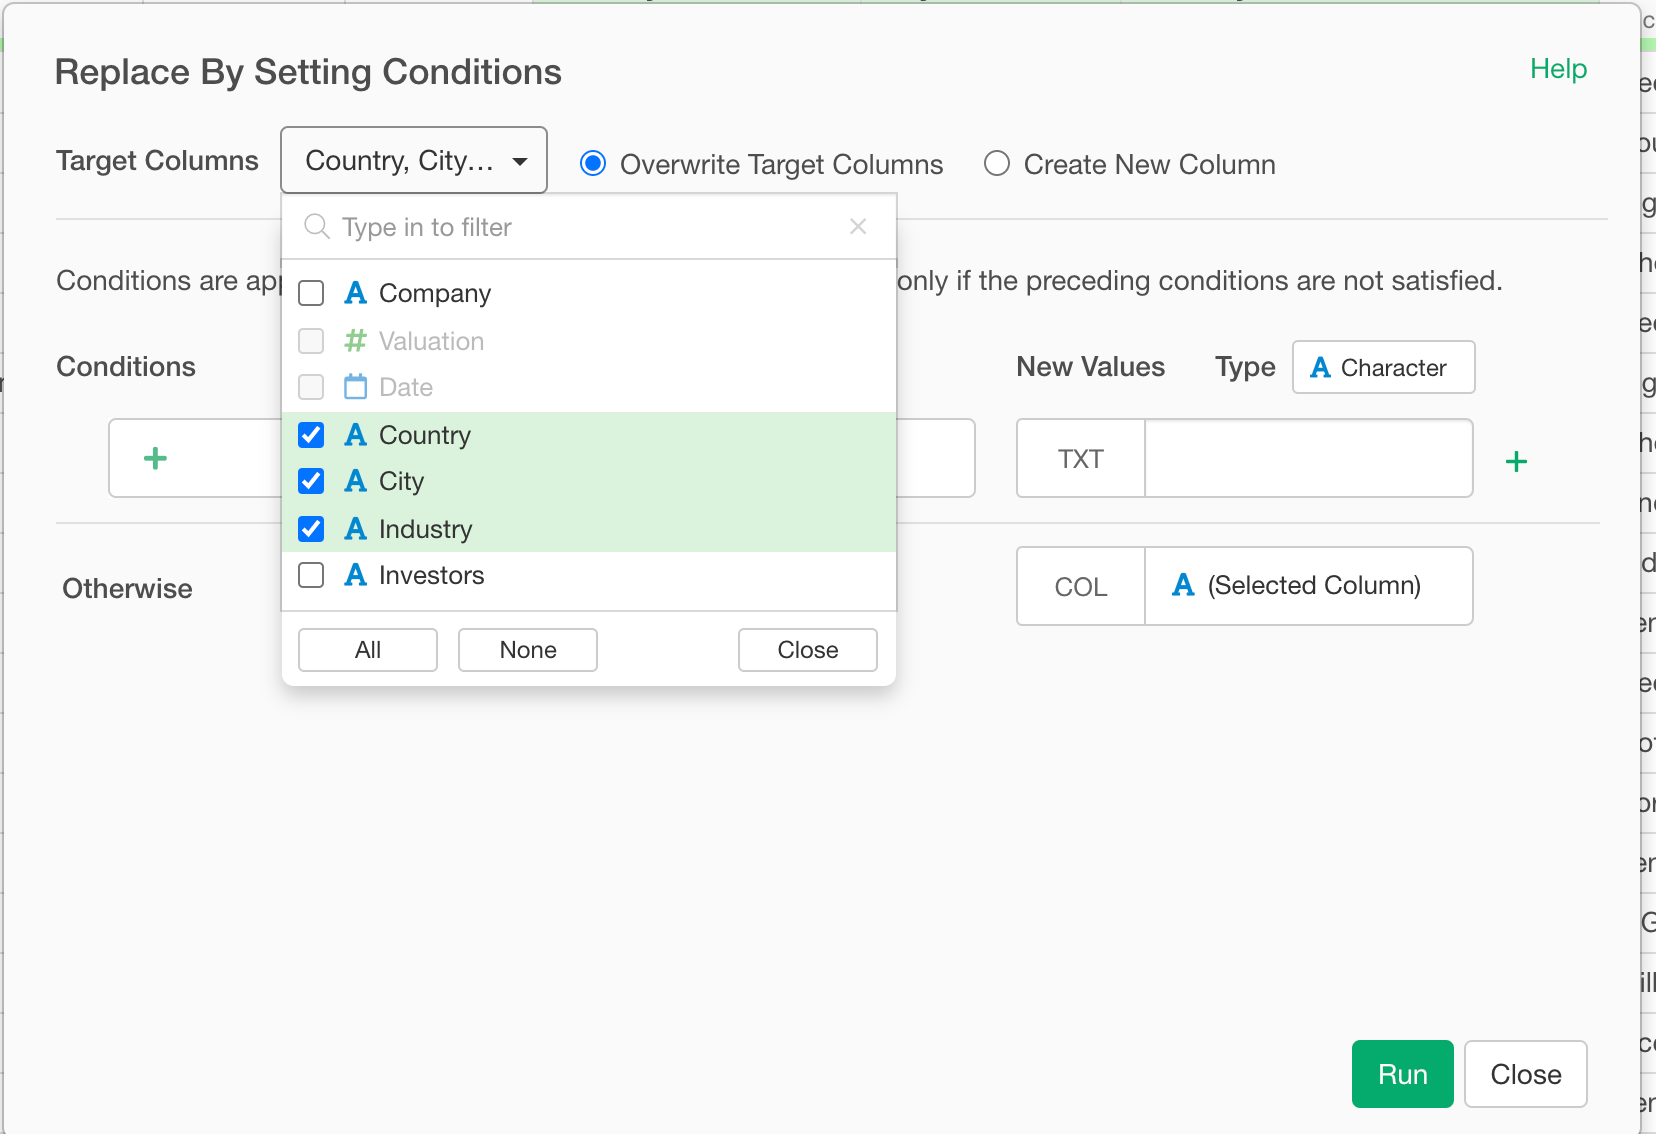 Replace By Setting Conditions
Help
Target Columns
Country, City...
Overwrite Target Columns
Create New Column
Type in to filter
Conditions are
only if the preceding conditions are not satisfied.
Company
Valuation
Date
Country
City
Industry
Investors
All
None
Close
Conditions
New Values
Type
Character
TXT
Otherwise
COL
(Selected Column)
Run
Close